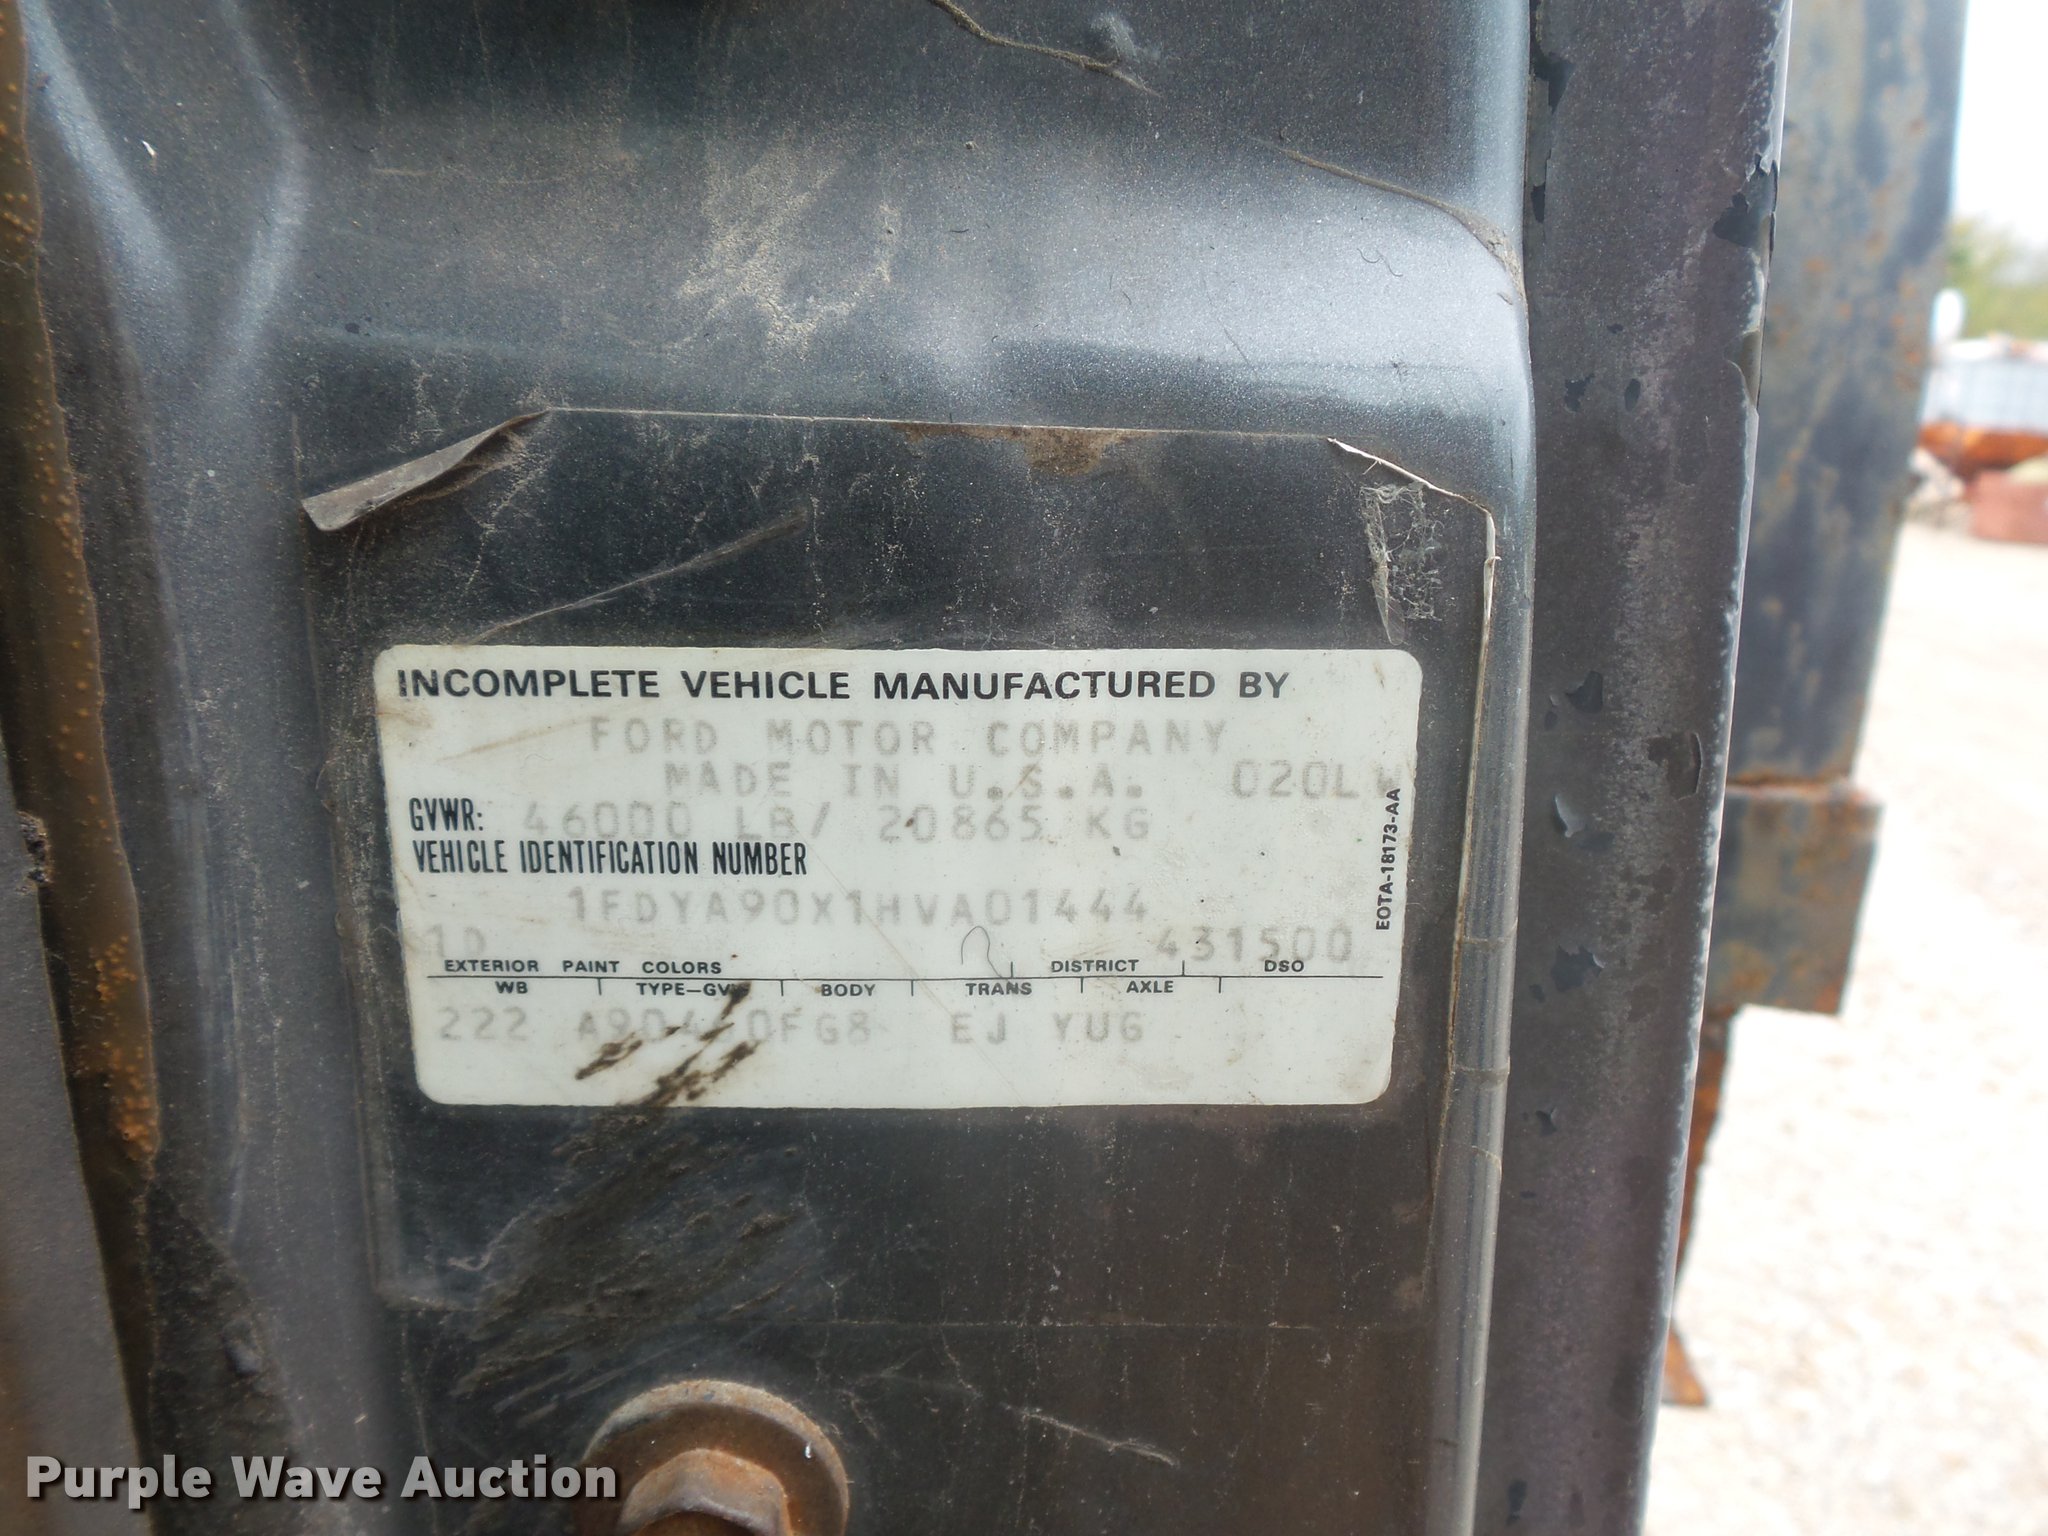 INCOMPLETE VEHICLE MANUFACTURED BY
FORD MOTOR COMPANY
MADE IN U.S.A. 020LW
GVWR: 46000 LB/ 20865 KG
VEHICLE IDENTIFICATION NUMBER
1FDYA90X1HVA01444
1D 431500
EXTERIOR PAINT COLORS DISTRICT DSO
WB TYPE-GVW BODY TRANS AXLE
222 FG8 EJ YUG
EOTA-18173-AA
Purple Wave Auction